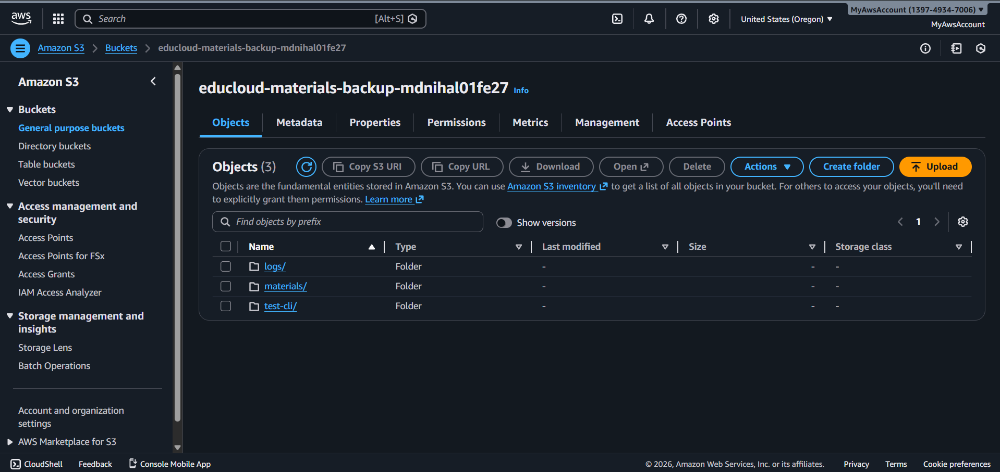 aws
Search [Alt+S]
United States (Oregon)
MyAwsAccount (1397-4934-7006)
MyAwsAccount
Amazon S3
Buckets
educloud-materials-backup-mdnihal01fe27
Amazon S3
Buckets
General purpose buckets
Directory buckets
Table buckets
Vector buckets
Access management and
security
Access Points
Access Points for FSx
Access Grants
IAM Access Analyzer
Storage management and
insights
Storage Lens
Batch Operations
Account and organization
settings
AWS Marketplace for S3
educloud-materials-backup-mdnihal01fe27 Info
Objects Metadata Properties Permissions Metrics Management Access Points
Objects (3) Copy S3 URI Copy URL Download Open Delete Actions Create folder Upload
Objects are the fundamental entities stored in Amazon S3. You can use Amazon S3 inventory to get a list of all objects in your bucket. For others to access your objects, you'll need
to explicitly grant them permissions. Learn more
Find objects by prefix Show versions 1
Name Type Last modified Size Storage class
logs/ Folder - - -
materials/ Folder - - -
test-cli/ Folder - - -
CloudShell Feedback Console Mobile App © 2026, Amazon Web Services, Inc. or its affiliates. Privacy Terms Cookie preferences